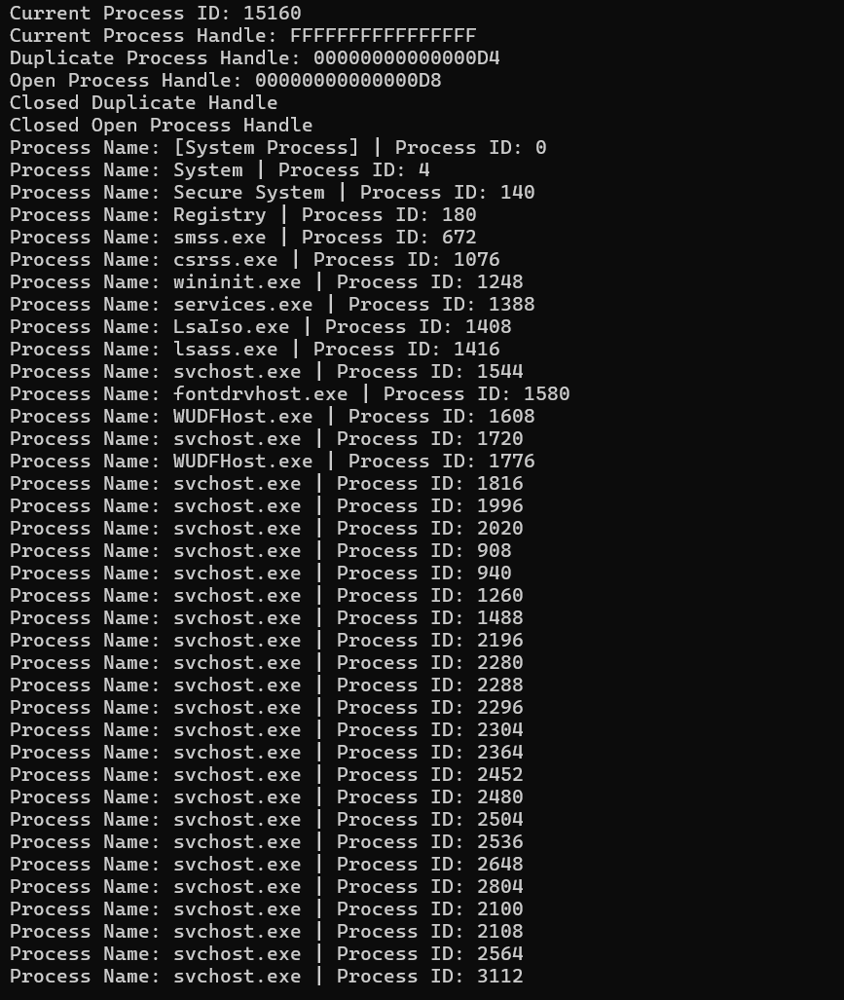 Current Process ID: 15160
Current Process Handle: FFFFFFFFFFFFFFFF
Duplicate Process Handle: 00000000000000D4
Open Process Handle: 00000000000000D8
Closed Duplicate Handle
Closed Open Process Handle
Process Name: [System Process] | Process ID: 0
Process Name: System | Process ID: 4
Process Name: Secure System | Process ID: 140
Process Name: Registry | Process ID: 180
Process Name: smss.exe | Process ID: 672
Process Name: csrss.exe | Process ID: 1076
Process Name: wininit.exe | Process ID: 1248
Process Name: services.exe | Process ID: 1388
Process Name: LsaIso.exe | Process ID: 1408
Process Name: lsass.exe | Process ID: 1416
Process Name: svchost.exe | Process ID: 1544
Process Name: fontdrvhost.exe | Process ID: 1580
Process Name: WUDFHost.exe | Process ID: 1608
Process Name: svchost.exe | Process ID: 1720
Process Name: WUDFHost.exe | Process ID: 1776
Process Name: svchost.exe | Process ID: 1816
Process Name: svchost.exe | Process ID: 1996
Process Name: svchost.exe | Process ID: 2020
Process Name: svchost.exe | Process ID: 908
Process Name: svchost.exe | Process ID: 940
Process Name: svchost.exe | Process ID: 1260
Process Name: svchost.exe | Process ID: 1488
Process Name: svchost.exe | Process ID: 2196
Process Name: svchost.exe | Process ID: 2280
Process Name: svchost.exe | Process ID: 2288
Process Name: svchost.exe | Process ID: 2296
Process Name: svchost.exe | Process ID: 2304
Process Name: svchost.exe | Process ID: 2364
Process Name: svchost.exe | Process ID: 2452
Process Name: svchost.exe | Process ID: 2480
Process Name: svchost.exe | Process ID: 2504
Process Name: svchost.exe | Process ID: 2536
Process Name: svchost.exe | Process ID: 2648
Process Name: svchost.exe | Process ID: 2804
Process Name: svchost.exe | Process ID: 2100
Process Name: svchost.exe | Process ID: 2108
Process Name: svchost.exe | Process ID: 2564
Process Name: svchost.exe | Process ID: 3112